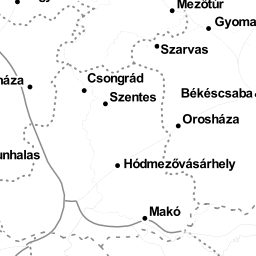 Mezőtúr
Gyoma
Szarvas
háza
Csongrád
Szentes
Békéscsaba
Orosháza
unhalas
Hódmezővásárhely
Makó